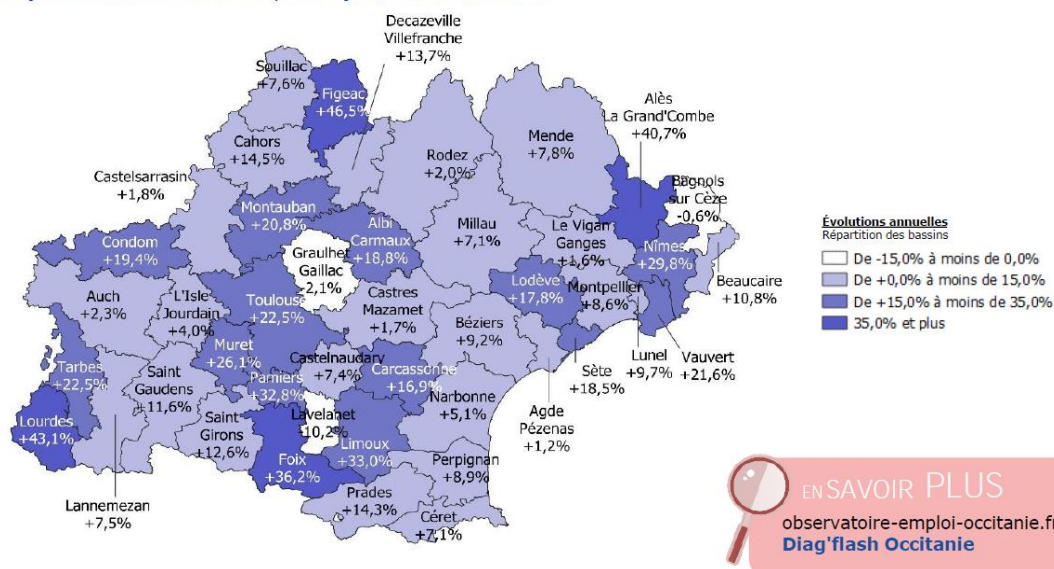 Decazeville
Villefranche
+13,7%
Souillac
+7,6%
Figeac
+46,5%
Alès
La Grand'Combe
+40,7%
Cahors
+14,5%
Rodez
+2,0%
Mende
+7,8%
Castelsarrasin
+1,8%
Bagnols
sur Cèze
-0,6%
Montauban
+20,8%
Albi
Carmaux
+18,8%
Millau
+7,1%
Le Vigan
Ganges
+1,6%
Nîmes
+29,8%
Condom
+19,4%
Graulhet
Gaillac
-2,1%
Beaucaire
+10,8%
Auch
+2,3%
L'Isle
Jourdain
+4,0%
Toulouse
+22,5%
Castres
Mazamet
+1,7%
Lodève
+17,8%
Montpellier
+8,6%
Béziers
+9,2%
Muret
+26,1%
Castelnaudary
+7,4%
Carcassonne
+16,9%
Sète
+18,5%
Lunel
+9,7%
Vauvert
+21,6%
Tarbes
+22,5%
Saint
Gaudens
+11,6%
Pamiers
+32,8%
Narbonne
+5,1%
Agde
Pézenas
+1,2%
Lourdes
+43,1%
Saint
Girons
+12,6%
Lavelanet
-10,2%
Limoux
+33,0%
Foix
+36,2%
Perpignan
+8,9%
Lannemezan
+7,5%
Prades
+14,3%
Céret
+7,1%
Évolutions annuelles
Répartition des bassins
De -15,0% à moins de 0,0%
De +0,0% à moins de 15,0%
De +15,0% à moins de 35,0%
35,0% et plus
EN SAVOIR PLUS
observatoire-emploi-occitanie.f
Diag'flash Occitanie